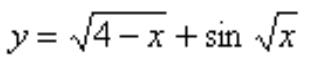 y = √(4 − x) + sin √x